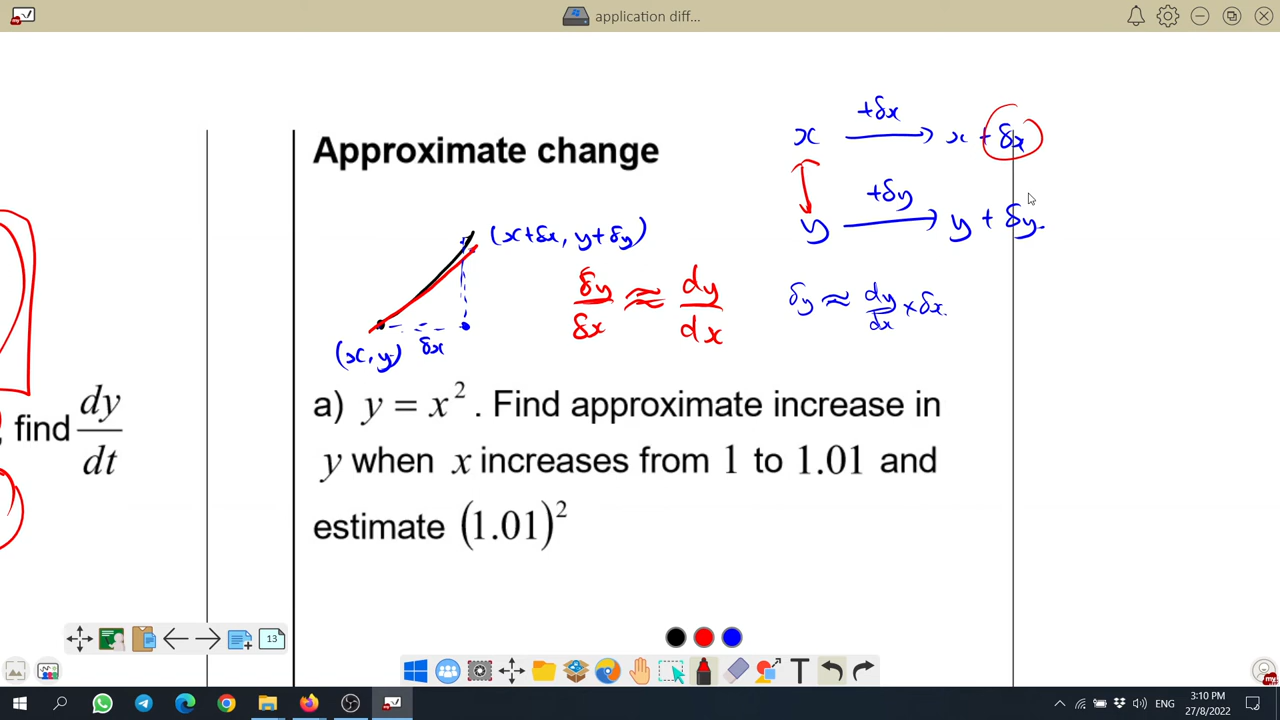 application diff...
+δx
x → x + δx
Approximate change
+δy
y → y + δy
(x+δx, y+δy)
δy/δx ≈ dy/dx
δy ≈ dy/dx × δx.
(x, y)
δx
a) y = x². Find approximate increase in
y when x increases from 1 to 1.01 and
estimate (1.01)²
, find dy/dt
13
T
ENG
3:10 PM
27/8/2022